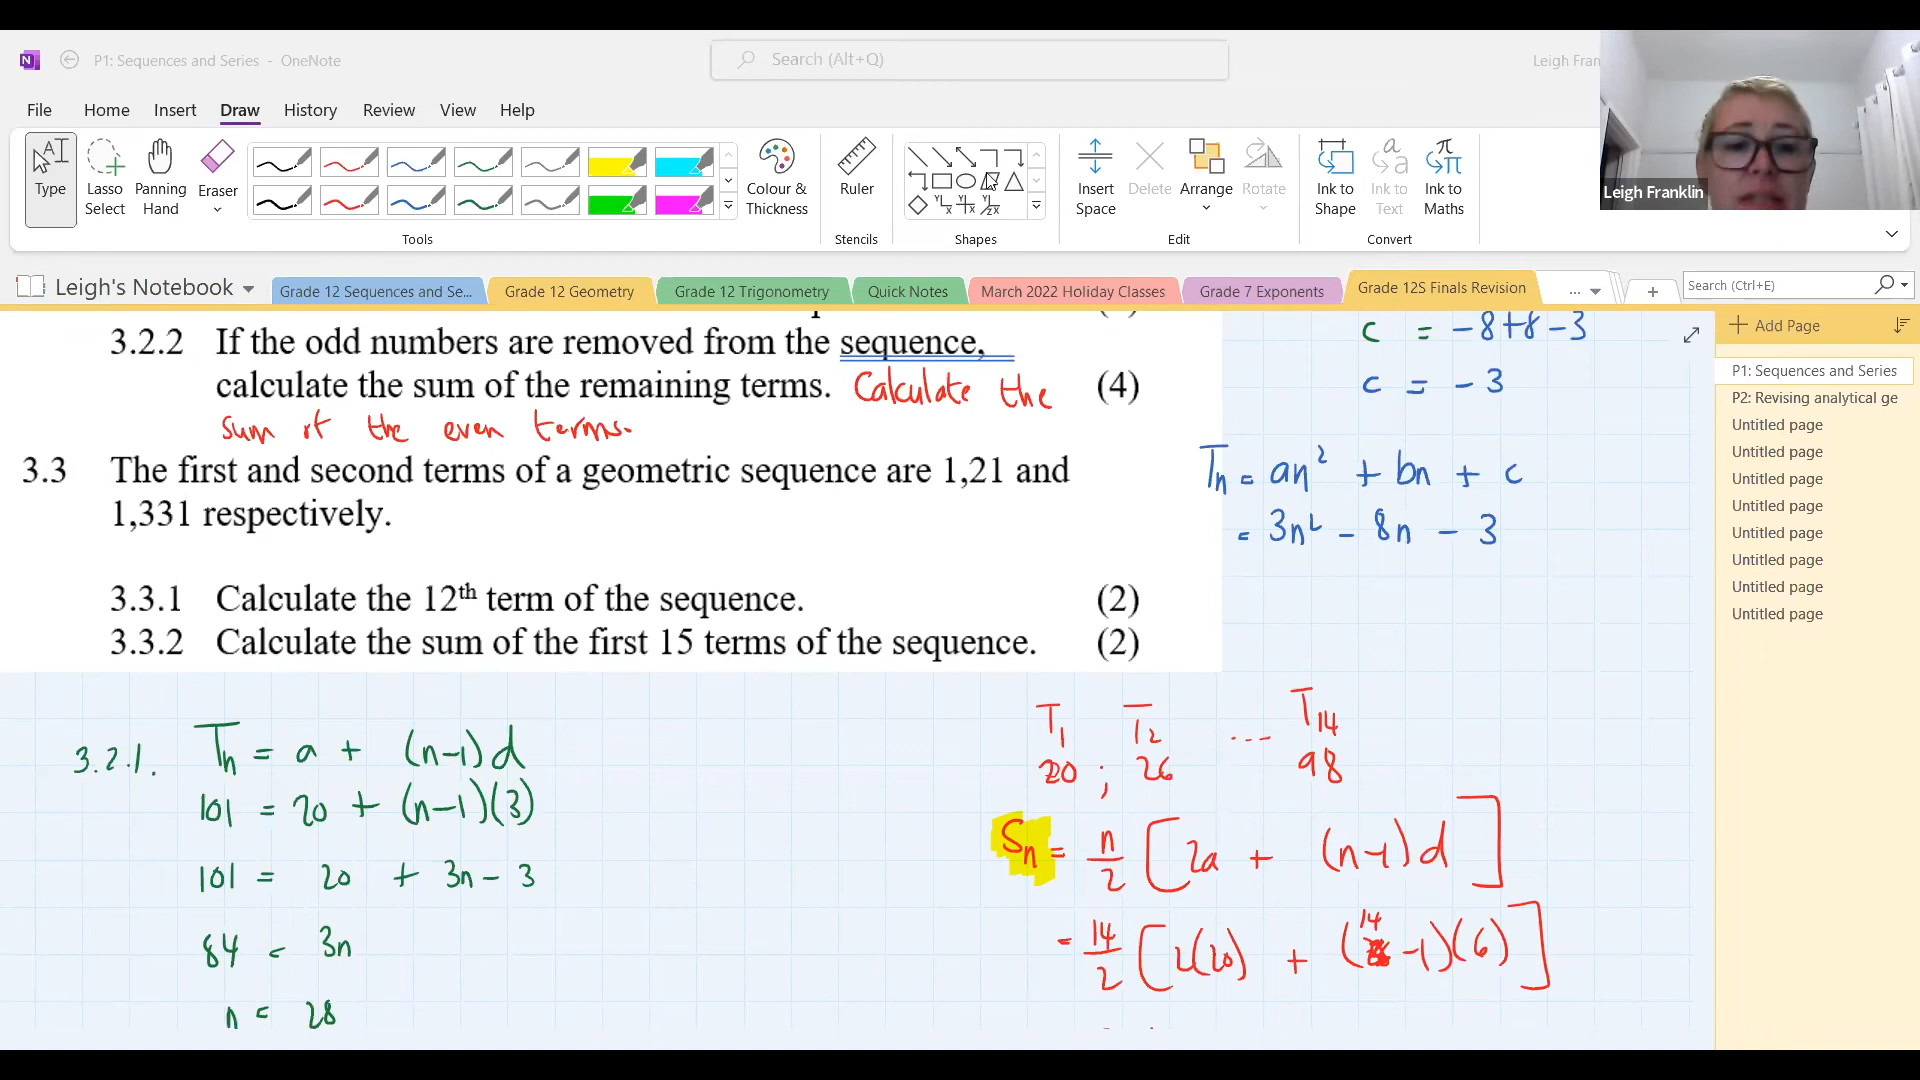 P1: Sequences and Series - OneNote
Search (Alt+Q)
Leigh Fran
File Home Insert Draw History Review View Help
Type
Lasso Select
Panning Hand
Eraser
Colour & Thickness
Ruler
Insert Space
Delete
Arrange
Rotate
Ink to Shape
Ink to Text
Ink to Maths
Leigh Franklin
Tools Stencils Shapes Edit Convert
Leigh's Notebook
Grade 12 Sequences and Se... Grade 12 Geometry Grade 12 Trigonometry Quick Notes March 2022 Holiday Classes Grade 7 Exponents Grade 12S Finals Revision ...
Search (Ctrl+E)
Add Page
P1: Sequences and Series
P2: Revising analytical ge
Untitled page
Untitled page
Untitled page
Untitled page
Untitled page
Untitled page
Untitled page
Untitled page
3.2.2 If the odd numbers are removed from the sequence,
calculate the sum of the remaining terms. Calculate the (4)
sum of the even terms.
3.3 The first and second terms of a geometric sequence are 1,21 and
1,331 respectively.
3.3.1 Calculate the 12th term of the sequence. (2)
3.3.2 Calculate the sum of the first 15 terms of the sequence. (2)
c = -8+8-3
c = -3
Tn = an² + bn + c
= 3n² - 8n - 3
3.2.1. Tn = a + (n-1)d
101 = 20 + (n-1)(3)
101 = 20 + 3n - 3
84 = 3n
n = 28
T1 T2 ... T14
20 ; 26 98
Sn = n/2 [2a + (n-1)d]
= 14/2 [2(20) + (14-1)(6)]